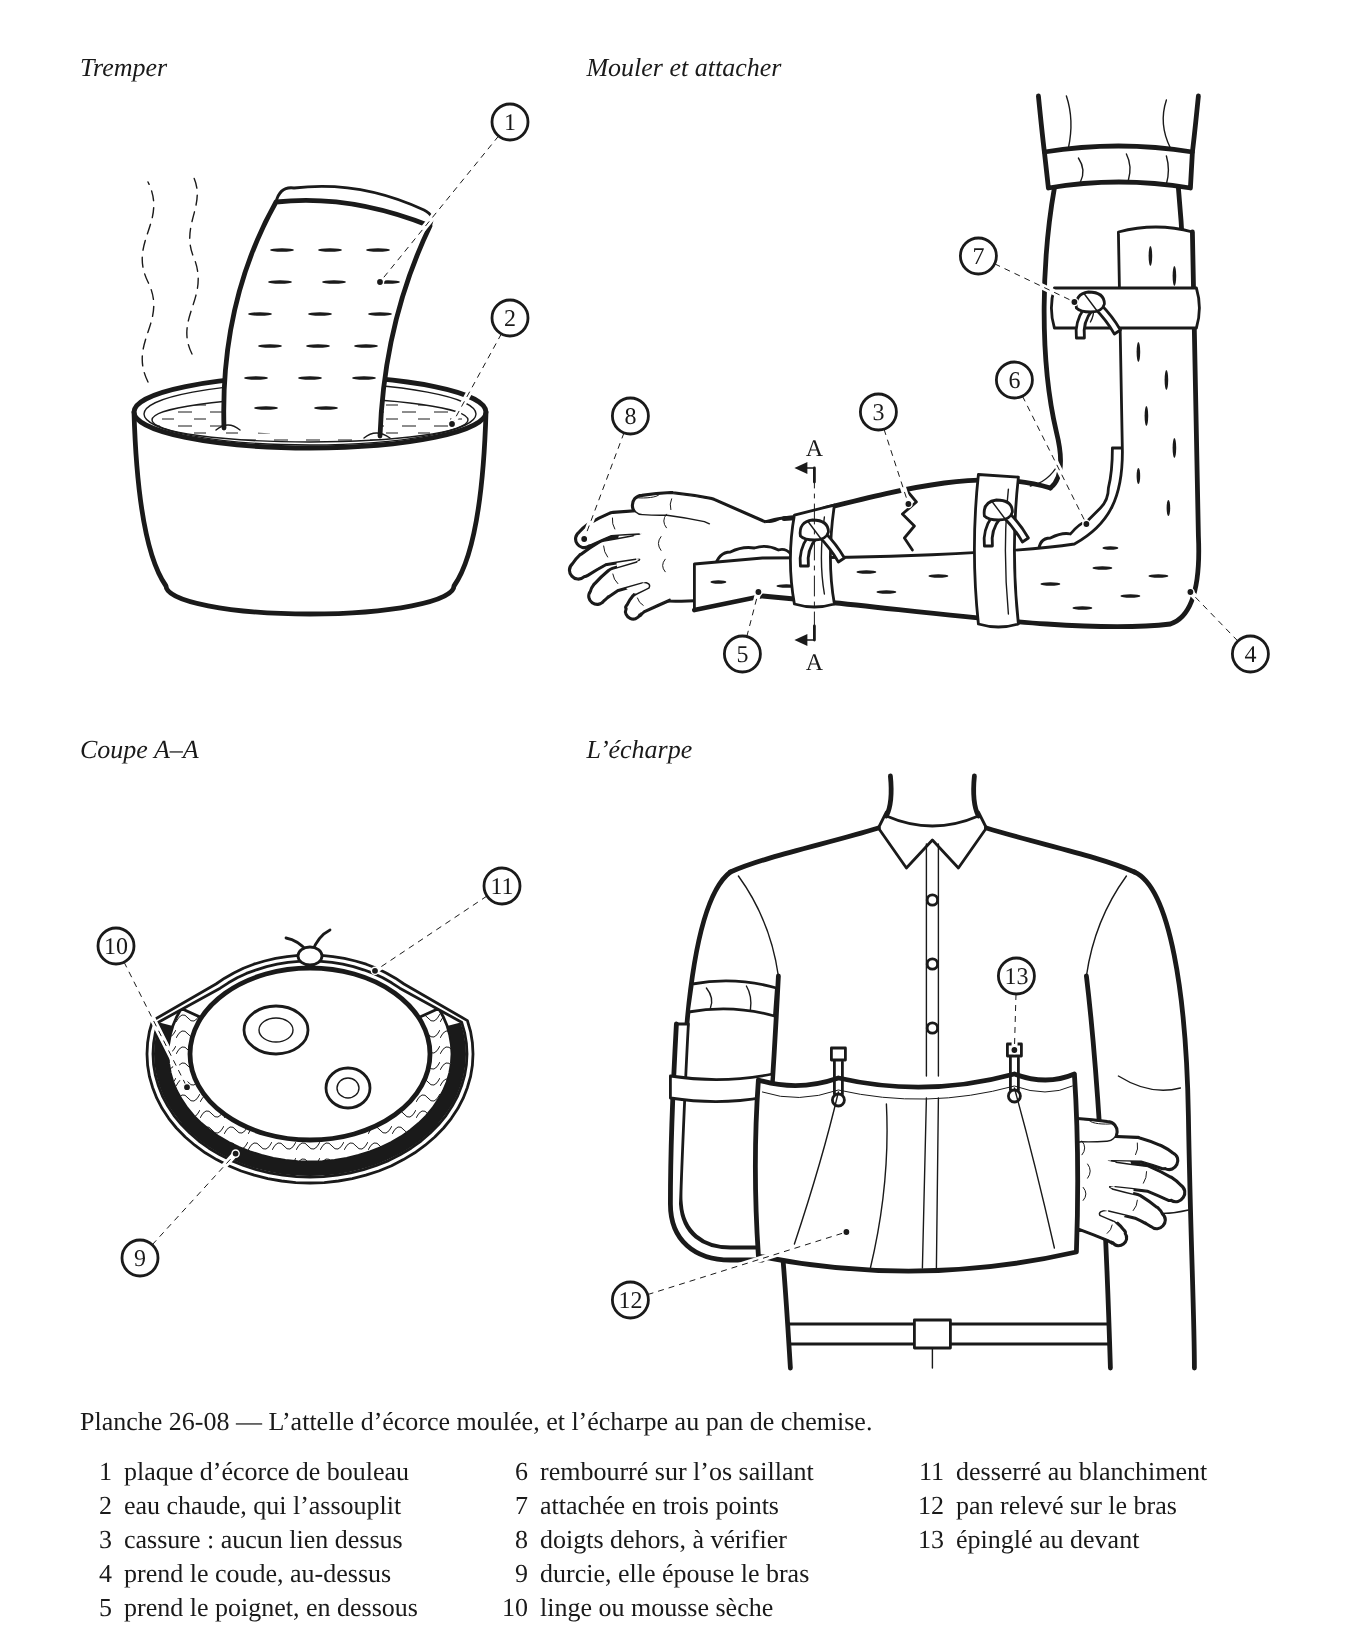 Tremper
Mouler et attacher
1
7
2
6
8
3
A
5
A
4
Coupe A–A
L’écharpe
11
10
13
9
12
Planche 26-08 — L’attelle d’écorce moulée, et l’écharpe au pan de chemise.
1 plaque d’écorce de bouleau
2 eau chaude, qui l’assouplit
3 cassure : aucun lien dessus
4 prend le coude, au-dessus
5 prend le poignet, en dessous
6 rembourré sur l’os saillant
7 attachée en trois points
8 doigts dehors, à vérifier
9 durcie, elle épouse le bras
10 linge ou mousse sèche
11 desserré au blanchiment
12 pan relevé sur le bras
13 épinglé au devant